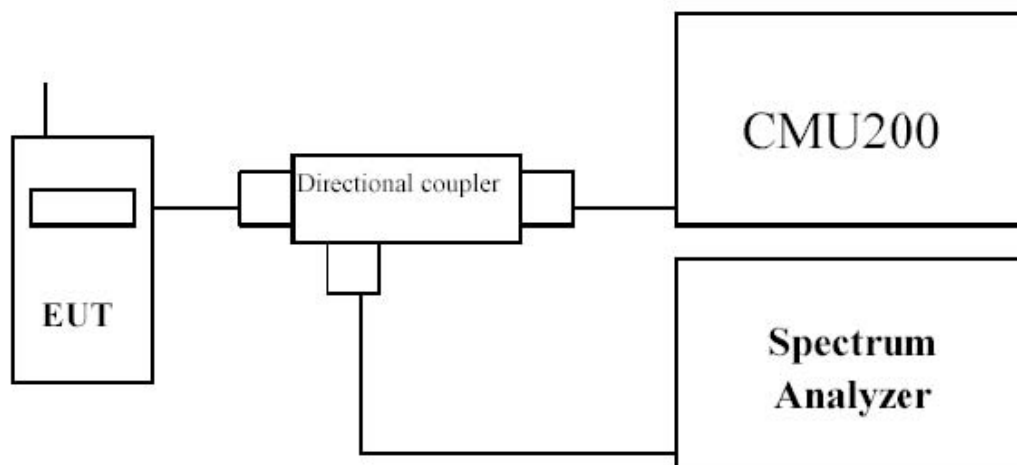 CMU200
Directional coupler
EUT
Spectrum
Analyzer